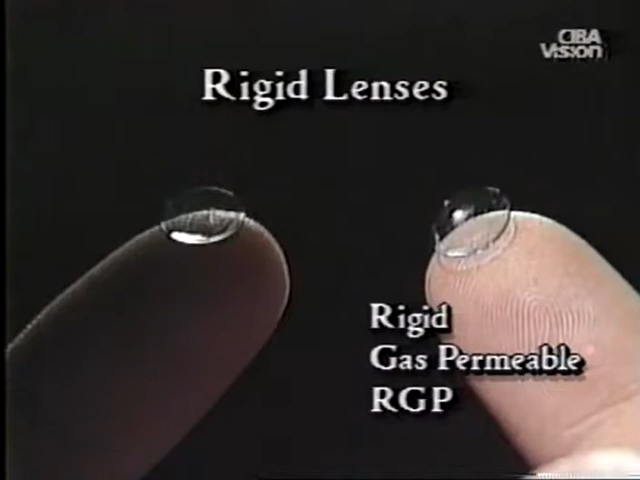 CIBA
Vision
Rigid Lenses
Rigid
Gas Permeable
RGP